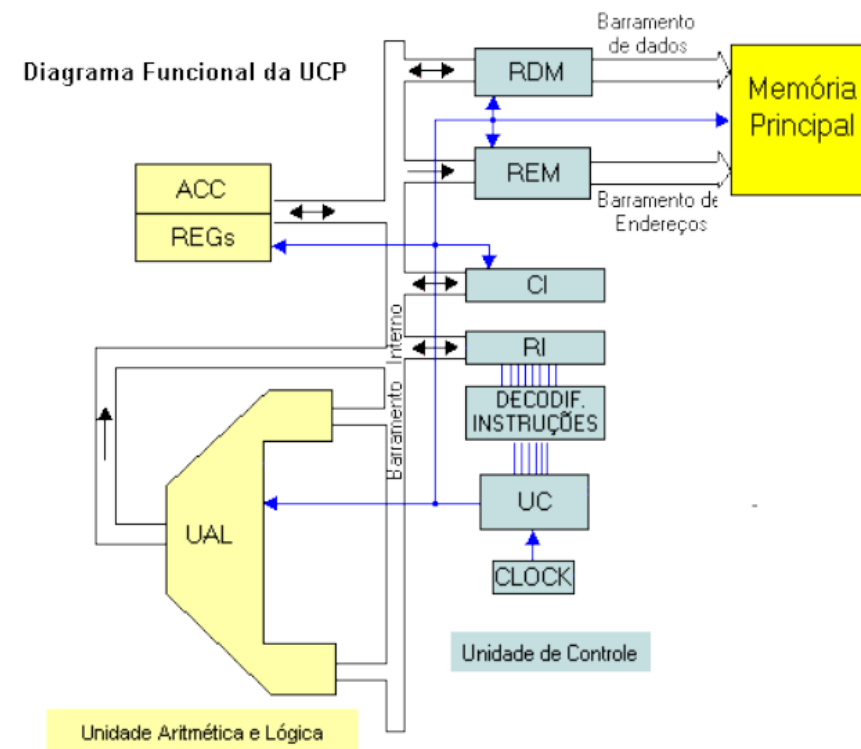 Barramento
de dados
Diagrama Funcional da UCP
RDM
Memória
Principal
REM
ACC
REGs
Barramento de
Endereços
CI
Barramento Interno
RI
DECODIF.
INSTRUÇÕES
UAL
UC
CLOCK
Unidade de Controle
Unidade Aritmética e Lógica